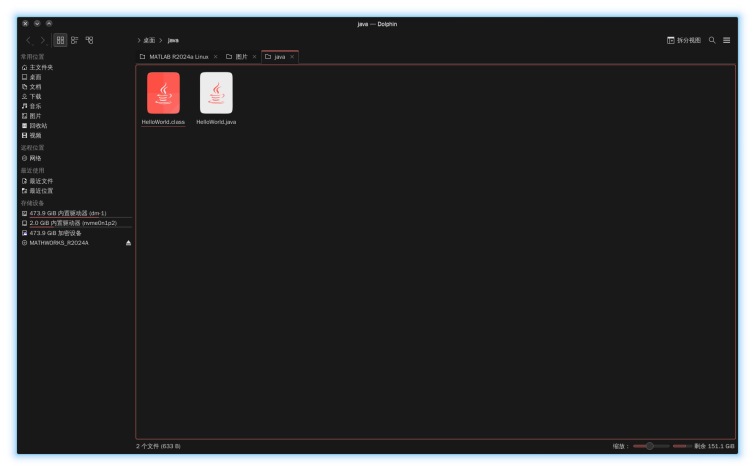 java — Dolphin
桌面 java
拆分视图
常用位置
主文件夹
桌面
文档
下载
音乐
图片
回收站
视频
远程位置
网络
最近使用
最近文件
最近位置
存储设备
473.9 GiB 内置驱动器 (dm-1)
2.0 GiB 内置驱动器 (nvme0n1p2)
473.9 GiB 加密设备
MATHWORKS_R2024A
MATLAB R2024a Linux
图片
java
HelloWorld.class
HelloWorld.java
2 个文件 (633 B)
缩放：
剩余 151.1 GiB